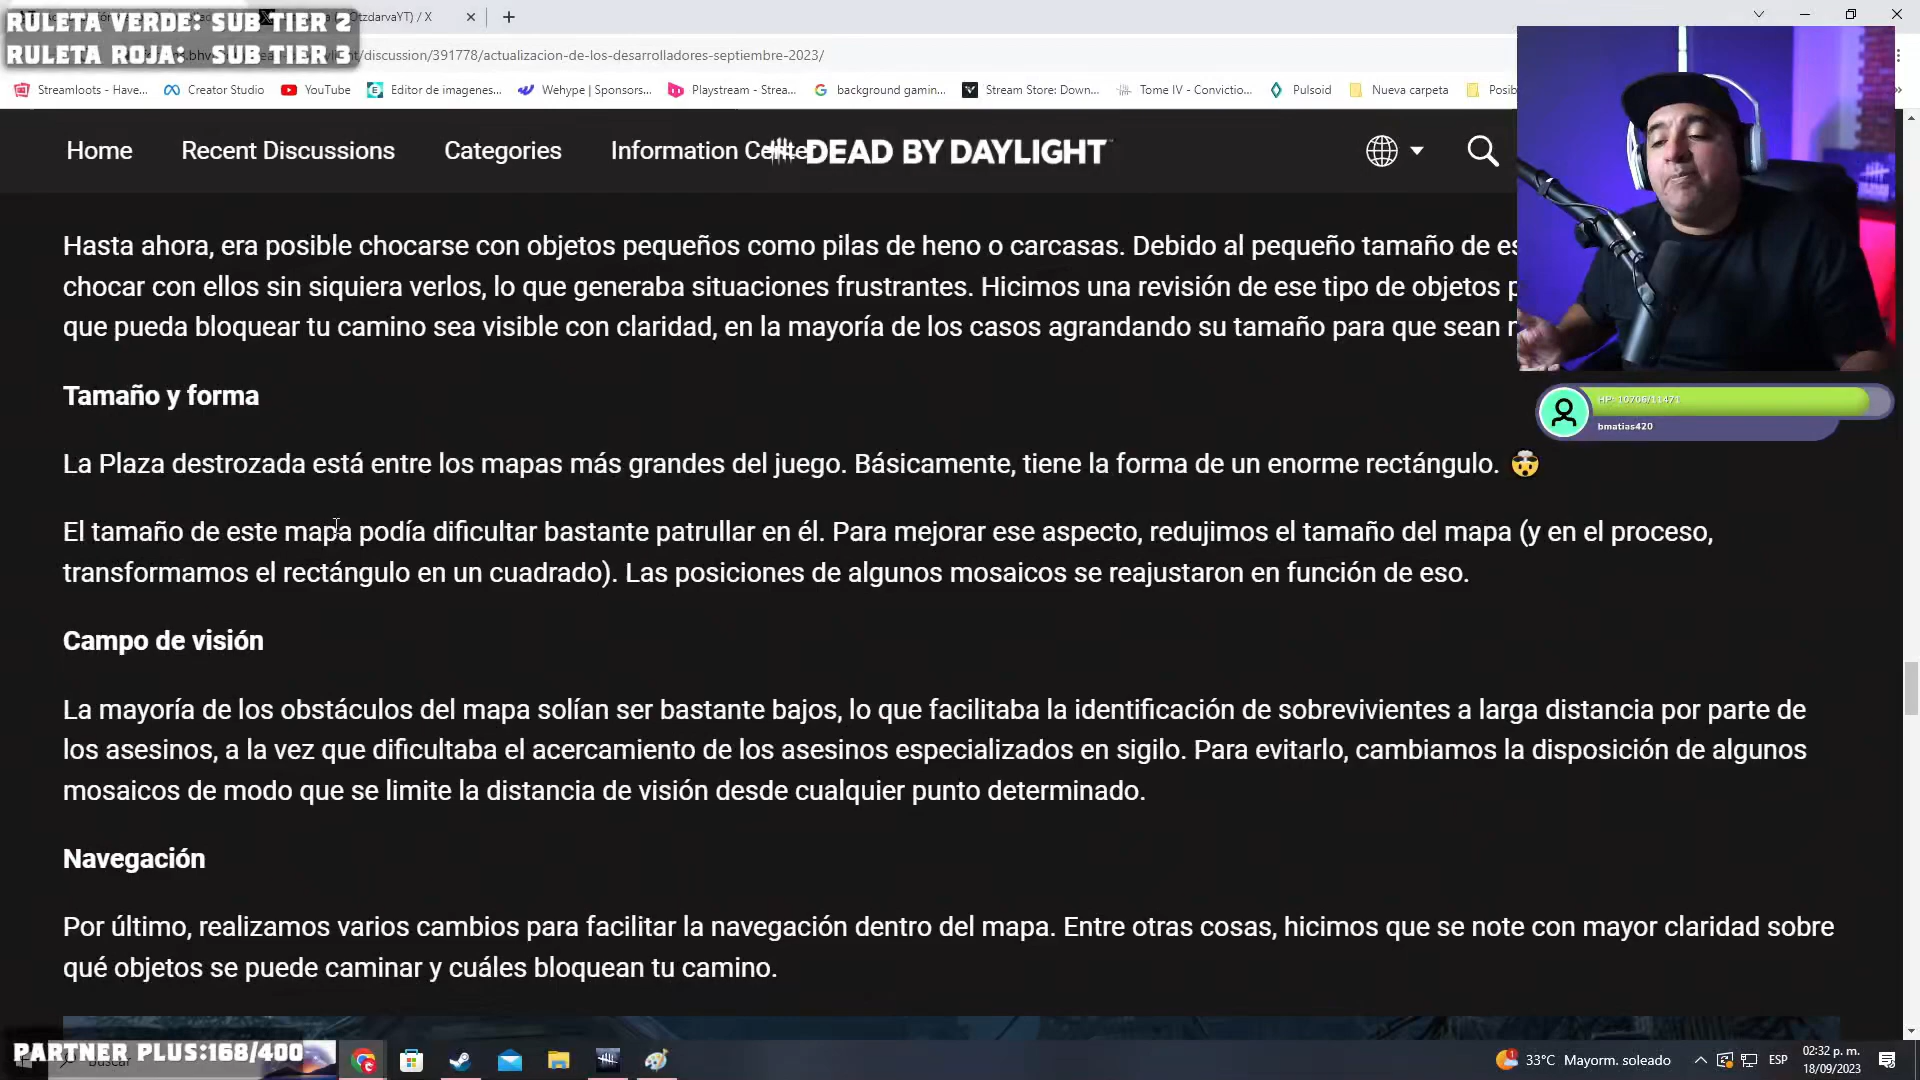 RULETA VERDE: SUB TIER 2
RULETA ROJA: SUB TIER 3
OtzdarvaYT) / X
/discussion/391778/actualizacion-de-los-desarrolladores-septiembre-2023/
Streamloots - Have...
Creator Studio
YouTube
Editor de imagenes...
Wehype | Sponsors...
Playstream - Strea...
background gamin...
Stream Store: Down...
Tome IV - Convictio...
Pulsoid
Nueva carpeta
Posib
Home
Recent Discussions
Categories
Information Center
DEAD BY DAYLIGHT
Hasta ahora, era posible chocarse con objetos pequeños como pilas de heno o carcasas. Debido al pequeño tamaño de es
chocar con ellos sin siquiera verlos, lo que generaba situaciones frustrantes. Hicimos una revisión de ese tipo de objetos p
que pueda bloquear tu camino sea visible con claridad, en la mayoría de los casos agrandando su tamaño para que sean
HP: 10706/11471
bmatias420
Tamaño y forma
La Plaza destrozada está entre los mapas más grandes del juego. Básicamente, tiene la forma de un enorme rectángulo. 🤯
El tamaño de este mapa podía dificultar bastante patrullar en él. Para mejorar ese aspecto, redujimos el tamaño del mapa (y en el proceso,
transformamos el rectángulo en un cuadrado). Las posiciones de algunos mosaicos se reajustaron en función de eso.
Campo de visión
La mayoría de los obstáculos del mapa solían ser bastante bajos, lo que facilitaba la identificación de sobrevivientes a larga distancia por parte de
los asesinos, a la vez que dificultaba el acercamiento de los asesinos especializados en sigilo. Para evitarlo, cambiamos la disposición de algunos
mosaicos de modo que se limite la distancia de visión desde cualquier punto determinado.
Navegación
Por último, realizamos varios cambios para facilitar la navegación dentro del mapa. Entre otras cosas, hicimos que se note con mayor claridad sobre
qué objetos se puede caminar y cuáles bloquean tu camino.
PARTNER PLUS:168/400
Buscar
33°C Mayorm. soleado
ESP
02:32 p. m.
18/09/2023